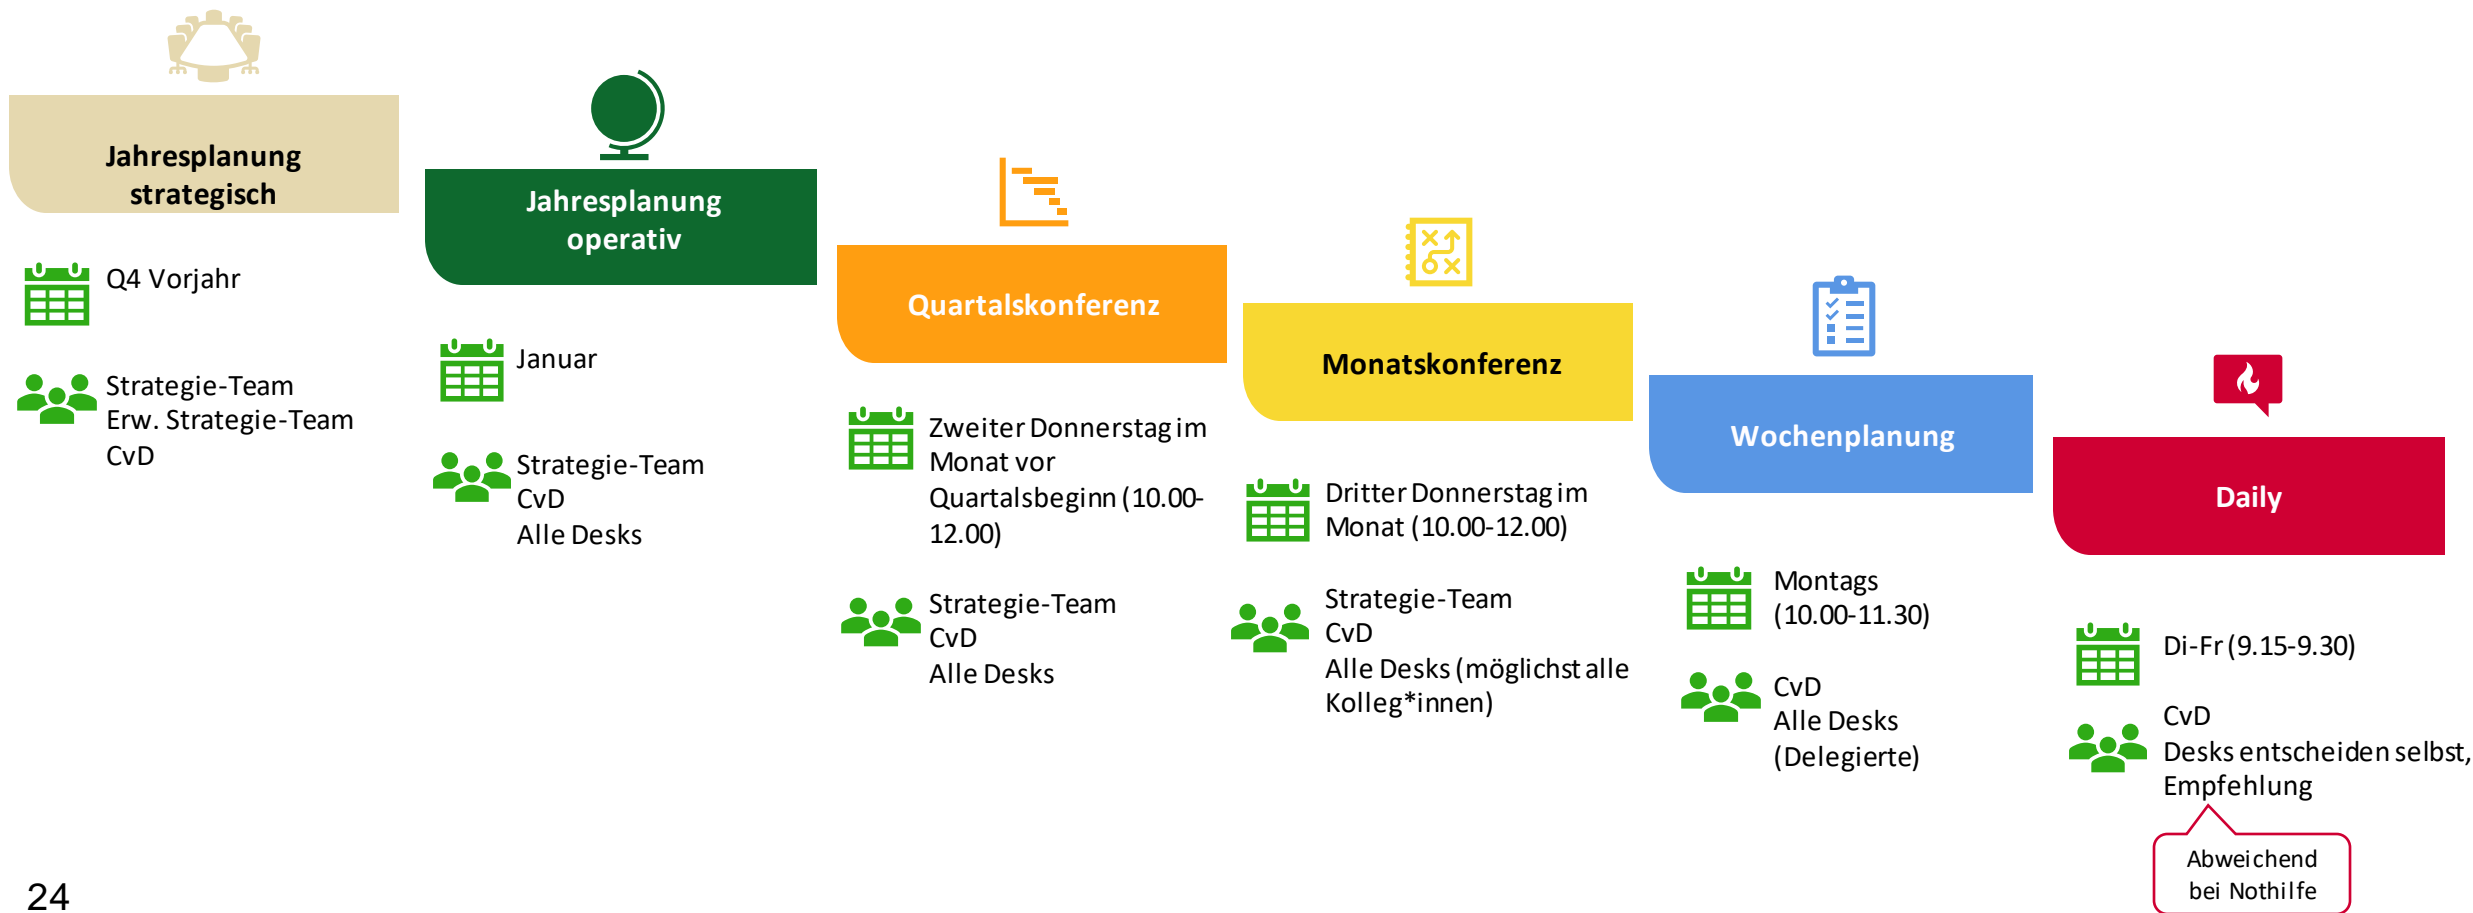 Jahresplanung
strategisch
Q4 Vorjahr
Strategie-Team
Erw. Strategie-Team
CvD
Jahresplanung
operativ
Januar
Strategie-Team
CvD
Alle Desks
Quartalskonferenz
Zweiter Donnerstag im
Monat vor
Quartalsbeginn (10.00-
12.00)
Strategie-Team
CvD
Alle Desks
Monatskonferenz
Dritter Donnerstag im
Monat (10.00-12.00)
Strategie-Team
CvD
Alle Desks (möglichst alle
Kolleg*innen)
Wochenplanung
Montags
(10.00-11.30)
CvD
Alle Desks
(Delegierte)
Daily
Di-Fr (9.15-9.30)
CvD
Desks entscheiden selbst,
Empfehlung
Abweichend
bei Nothilfe
24